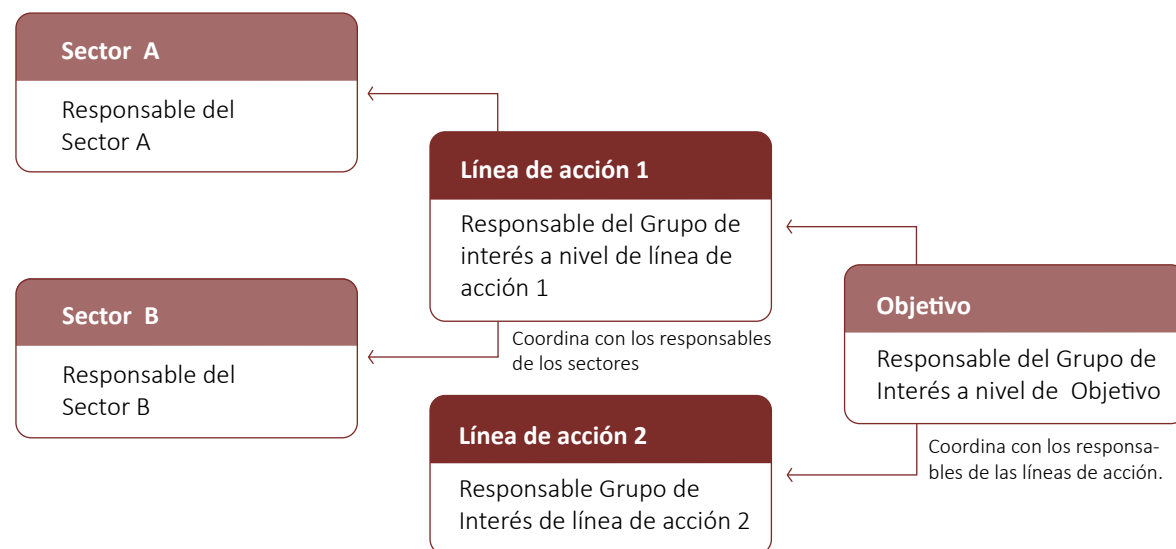 Sector A
Responsable del
Sector A
Línea de acción 1
Responsable del Grupo de
interés a nivel de línea de
acción 1
Coordina con los responsables
de los sectores
Sector B
Responsable del
Sector B
Línea de acción 2
Responsable Grupo de
Interés de línea de acción 2
Objetivo
Responsable del Grupo de
Interés a nivel de Objetivo
Coordina con los responsa-
bles de las líneas de acción.